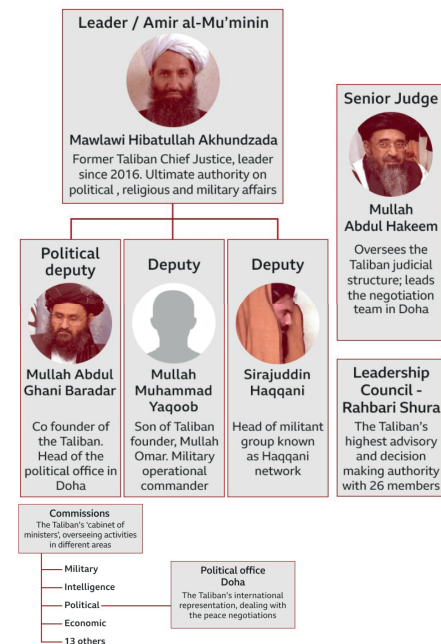 Leader / Amir al-Mu'minin
Mawlawi Hibatullah Akhundzada
Former Taliban Chief Justice, leader
since 2016. Ultimate authority on
political , religious and military affairs
Senior Judge
Mullah
Abdul Hakeem
Oversees the
Taliban judicial
structure; leads
the negotiation
team in Doha
Political
deputy
Mullah Abdul
Ghani Baradar
Co founder of
the Taliban.
Head of the
political office in
Doha
Deputy
Mullah
Muhammad
Yaqoob
Son of Taliban
founder, Mullah
Omar. Military
operational
commander
Deputy
Sirajuddin
Haqqani
Head of militant
group known
as Haqqani
network
Leadership
Council -
Rahbari Shura
The Taliban's
highest advisory
and decision
making authority
with 26 members
Commissions
The Taliban's 'cabinet of
ministers', overseeing activities
in different areas
Military
Intelligence
Political
Economic
13 others
Political office
Doha
The Taliban's international
representation, dealing with
the peace negotiations